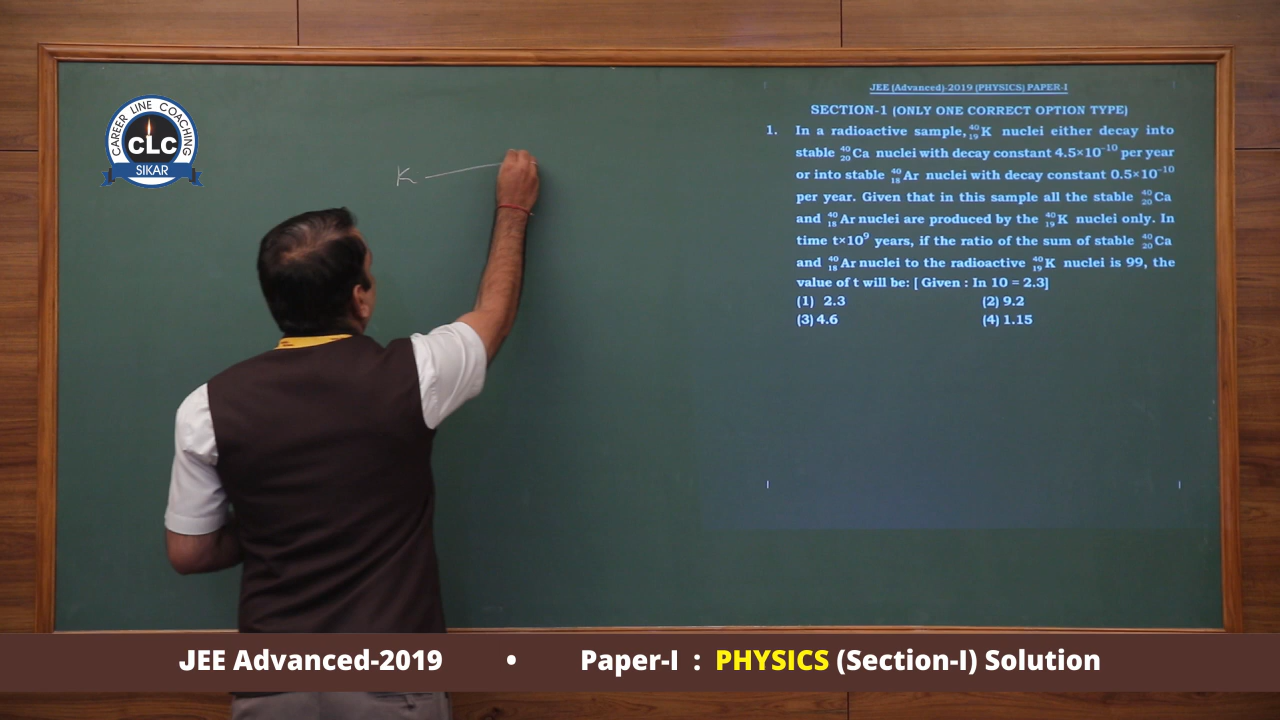 CAREER LINE COACHING
CLC
SIKAR
K
JEE (Advanced)-2019 (PHYSICS) PAPER-I
SECTION-1 (ONLY ONE CORRECT OPTION TYPE)
1. In a radioactive sample, ⁴⁰₁₉K nuclei either decay into
stable ⁴⁰₂₀Ca nuclei with decay constant 4.5×10⁻¹⁰ per year
or into stable ⁴⁰₁₈Ar nuclei with decay constant 0.5×10⁻¹⁰
per year. Given that in this sample all the stable ⁴⁰₂₀Ca
and ⁴⁰₁₈Ar nuclei are produced by the ⁴⁰₁₉K nuclei only. In
time t×10⁹ years, if the ratio of the sum of stable ⁴⁰₂₀Ca
and ⁴⁰₁₈Ar nuclei to the radioactive ⁴⁰₁₉K nuclei is 99, the
value of t will be: [ Given : In 10 = 2.3]
(1) 2.3 (2) 9.2
(3) 4.6 (4) 1.15
JEE Advanced-2019 • Paper-I : PHYSICS (Section-I) Solution